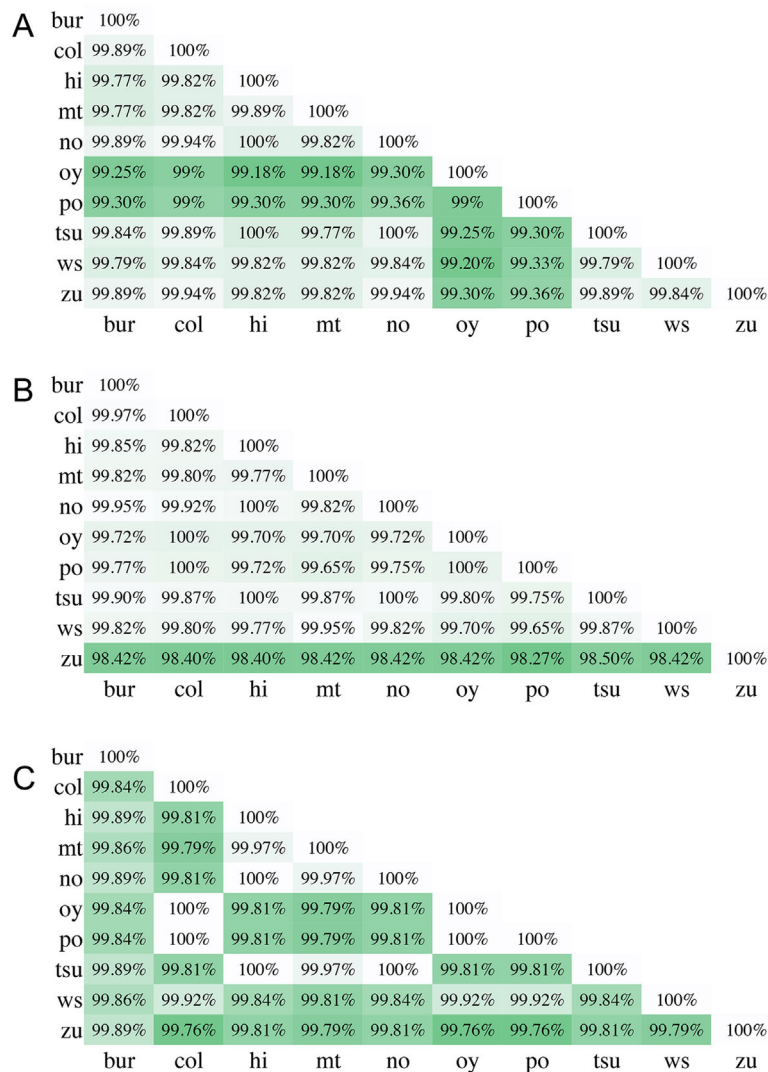 A
bur 100%
col 99.89% 100%
hi 99.77% 99.82% 100%
mt 99.77% 99.82% 99.89% 100%
no 99.89% 99.94% 100% 99.82% 100%
oy 99.25% 99% 99.18% 99.18% 99.30% 100%
po 99.30% 99% 99.30% 99.30% 99.36% 99% 100%
tsu 99.84% 99.89% 100% 99.77% 100% 99.25% 99.30% 100%
ws 99.79% 99.84% 99.82% 99.82% 99.84% 99.20% 99.33% 99.79% 100%
zu 99.89% 99.94% 99.82% 99.82% 99.94% 99.30% 99.36% 99.89% 99.84% 100%
bur col hi mt no oy po tsu ws zu
B
bur 100%
col 99.97% 100%
hi 99.85% 99.82% 100%
mt 99.82% 99.80% 99.77% 100%
no 99.95% 99.92% 100% 99.82% 100%
oy 99.72% 100% 99.70% 99.70% 99.72% 100%
po 99.77% 100% 99.72% 99.65% 99.75% 100% 100%
tsu 99.90% 99.87% 100% 99.87% 100% 99.80% 99.75% 100%
ws 99.82% 99.80% 99.77% 99.95% 99.82% 99.70% 99.65% 99.87% 100%
zu 98.42% 98.40% 98.40% 98.42% 98.42% 98.42% 98.27% 98.50% 98.42% 100%
bur col hi mt no oy po tsu ws zu
C
bur 100%
col 99.84% 100%
hi 99.89% 99.81% 100%
mt 99.86% 99.79% 99.97% 100%
no 99.89% 99.81% 100% 99.97% 100%
oy 99.84% 100% 99.81% 99.79% 99.81% 100%
po 99.84% 100% 99.81% 99.79% 99.81% 100% 100%
tsu 99.89% 99.81% 100% 99.97% 100% 99.81% 99.81% 100%
ws 99.86% 99.92% 99.84% 99.81% 99.84% 99.92% 99.92% 99.84% 100%
zu 99.89% 99.76% 99.81% 99.79% 99.81% 99.76% 99.76% 99.81% 99.79% 100%
bur col hi mt no oy po tsu ws zu